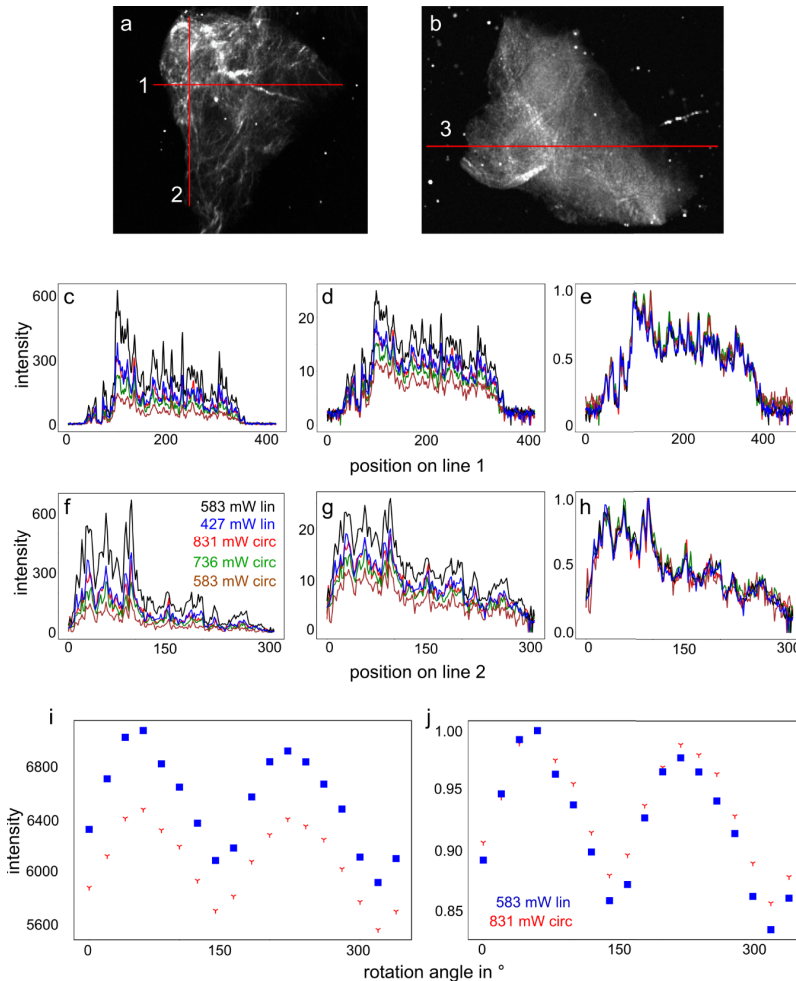 a
b
1
2
3
c
d
e
600
300
0
20
10
0
1.0
0.5
0
intensity
0 200 400
0 200 400
0 200 400
position on line 1
f
g
h
583 mW lin
427 mW lin
831 mW circ
736 mW circ
583 mW circ
600
300
0
20
10
0
1.0
0.5
0.0
intensity
0 150 300
0 150 300
0 150 300
position on line 2
i
j
6800
6400
6000
5600
1.00
0.95
0.90
0.85
intensity
583 mW lin
831 mW circ
0 150 300
0 150 300
rotation angle in °